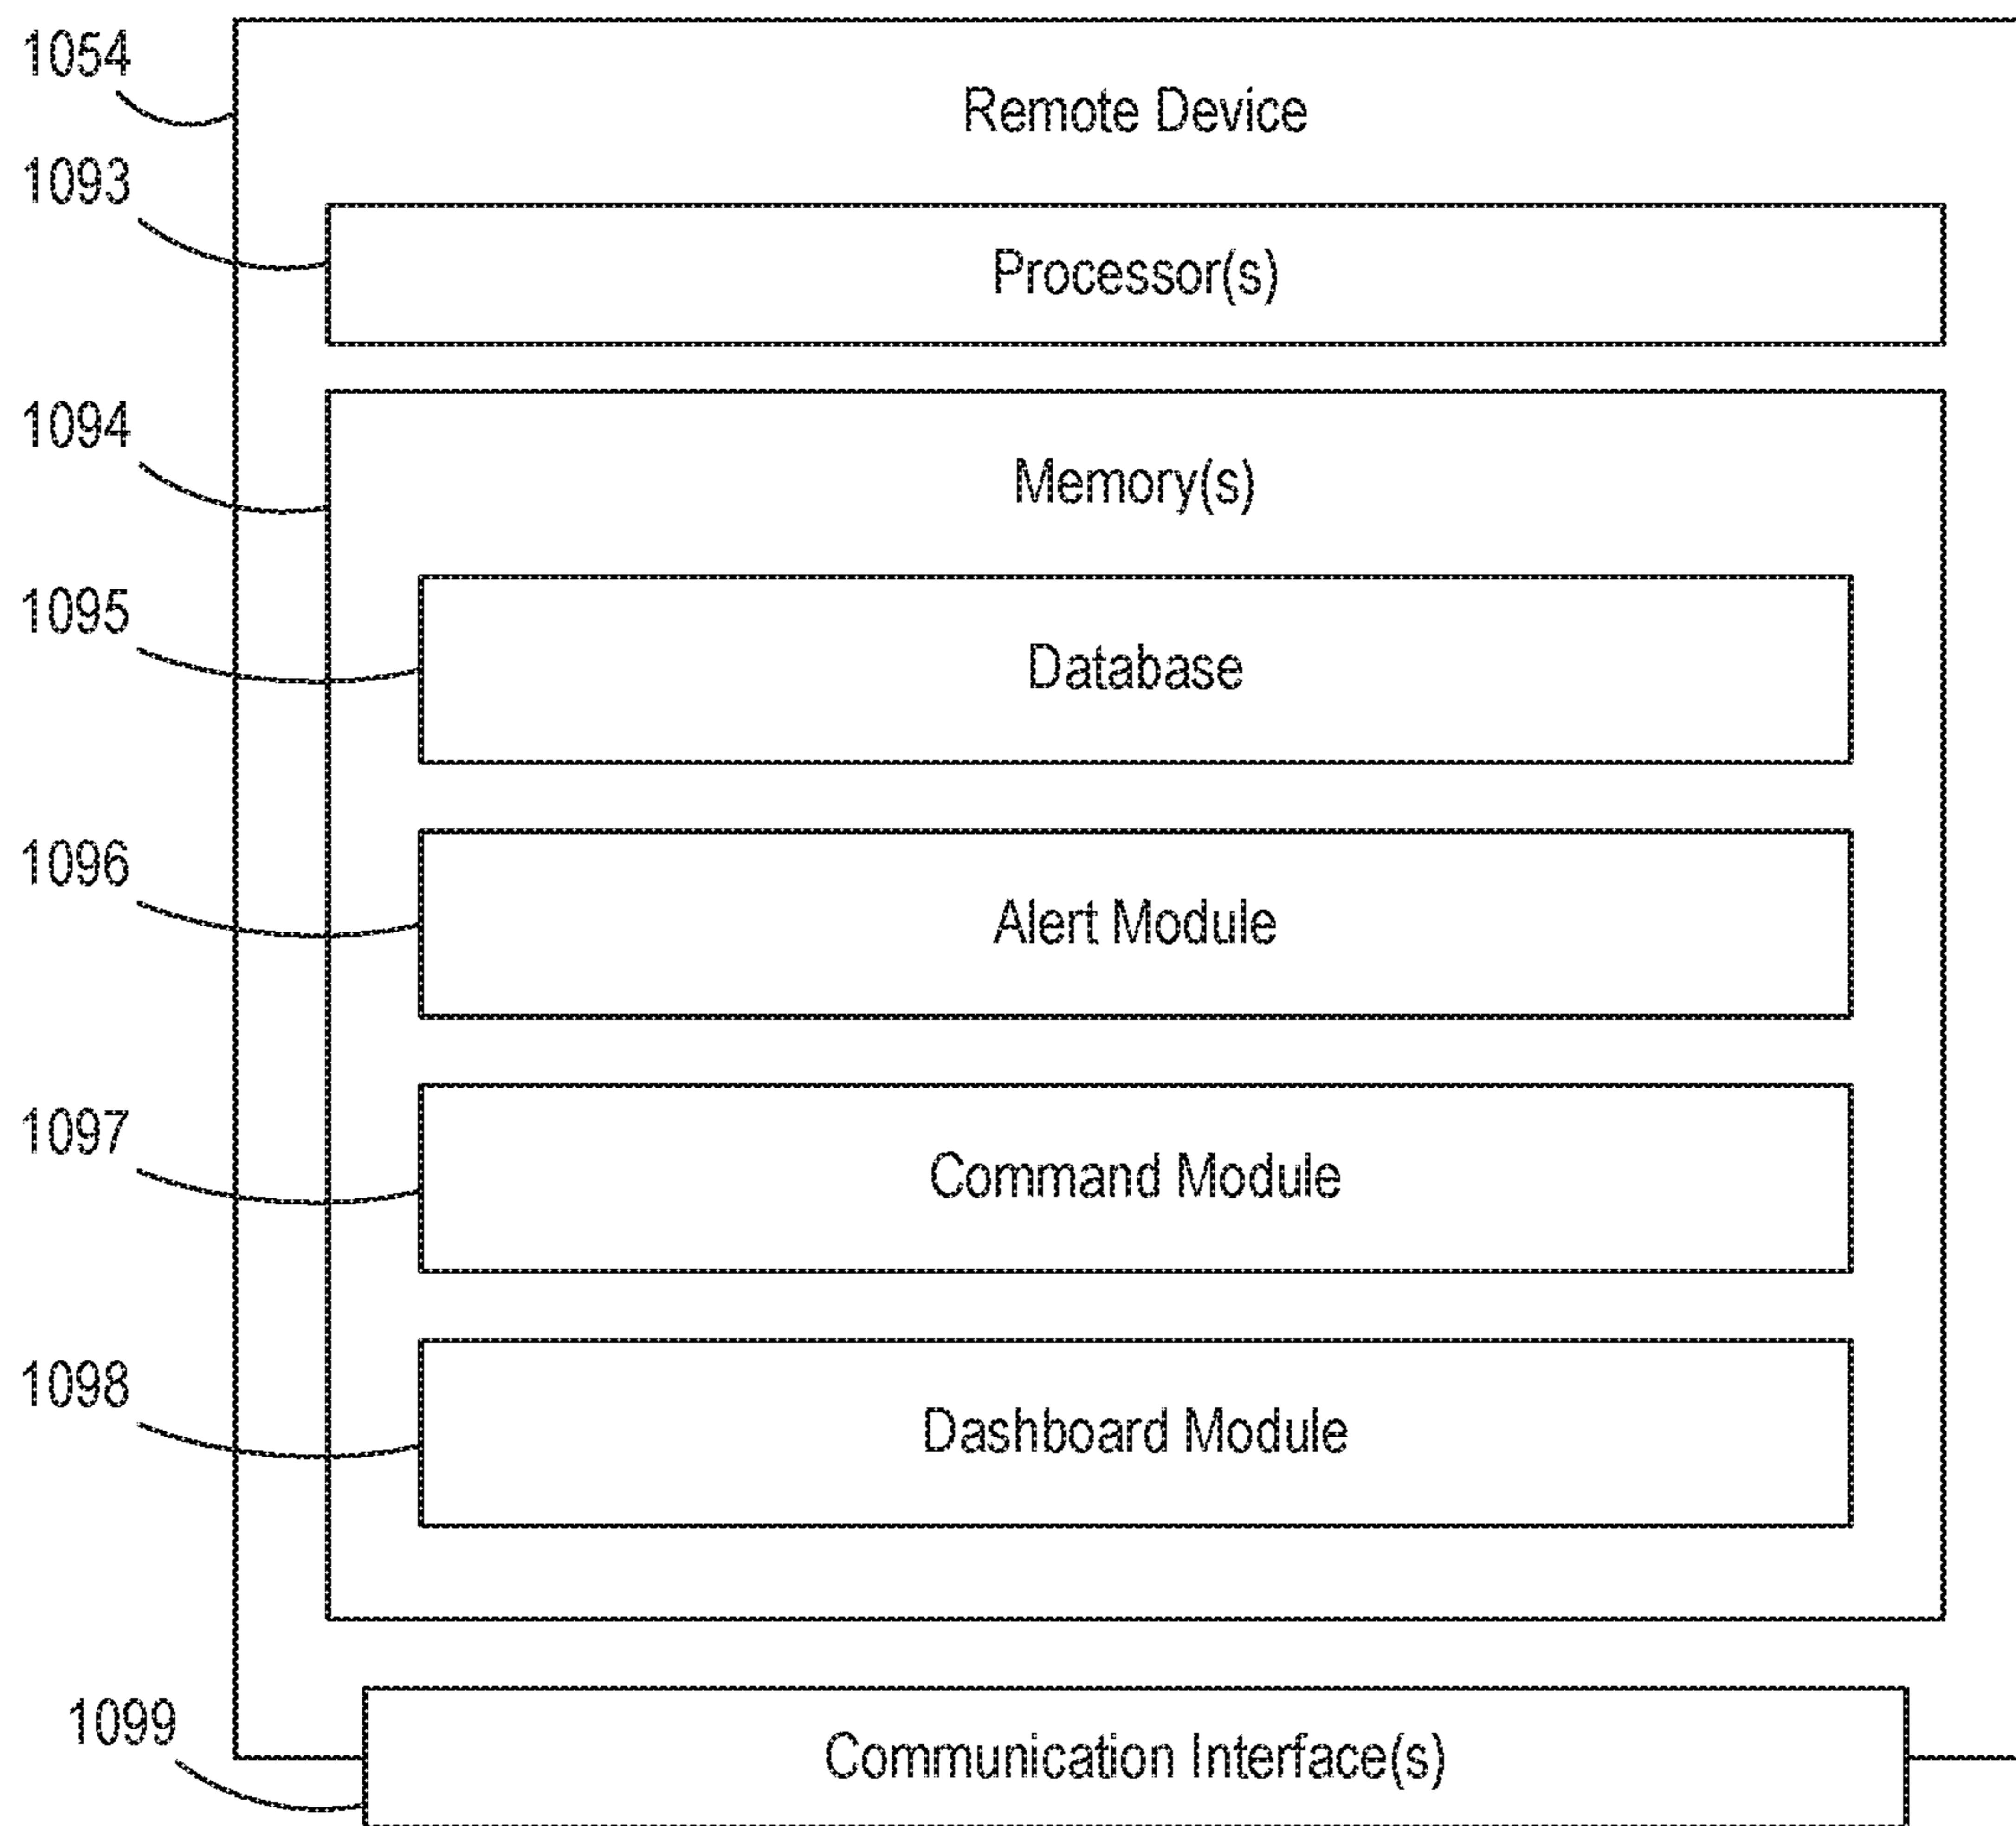 1054
Remote Device
1093
Processor(s)
1094
Memory(s)
1095
Database
1096
Alert Module
1097
Command Module
1098
Dashboard Module
1099
Communication Interface(s)